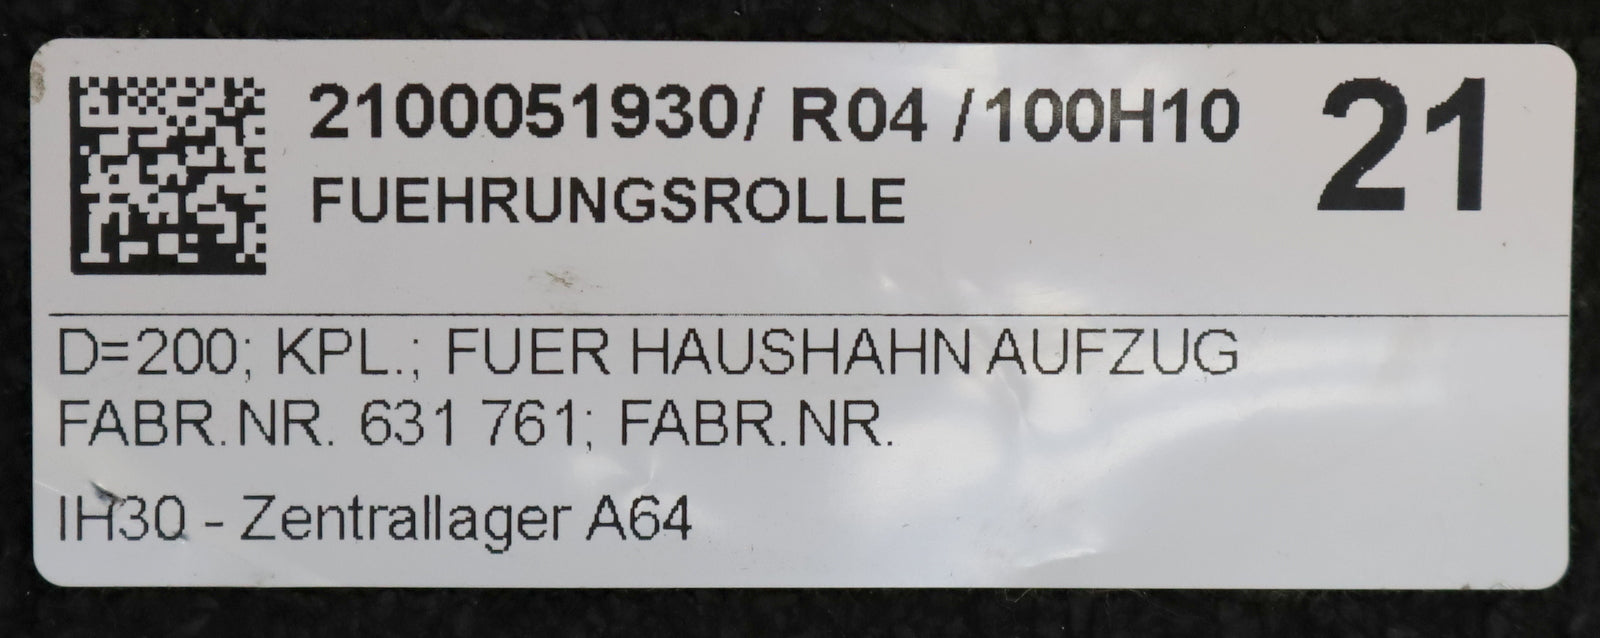 2100051930/ R04 /100H10
21
FUEHRUNGSROLLE
D=200; KPL.; FUER HAUSHAHN AUFZUG
FABR.NR. 631 761; FABR.NR.
IH30 - Zentrallager A64